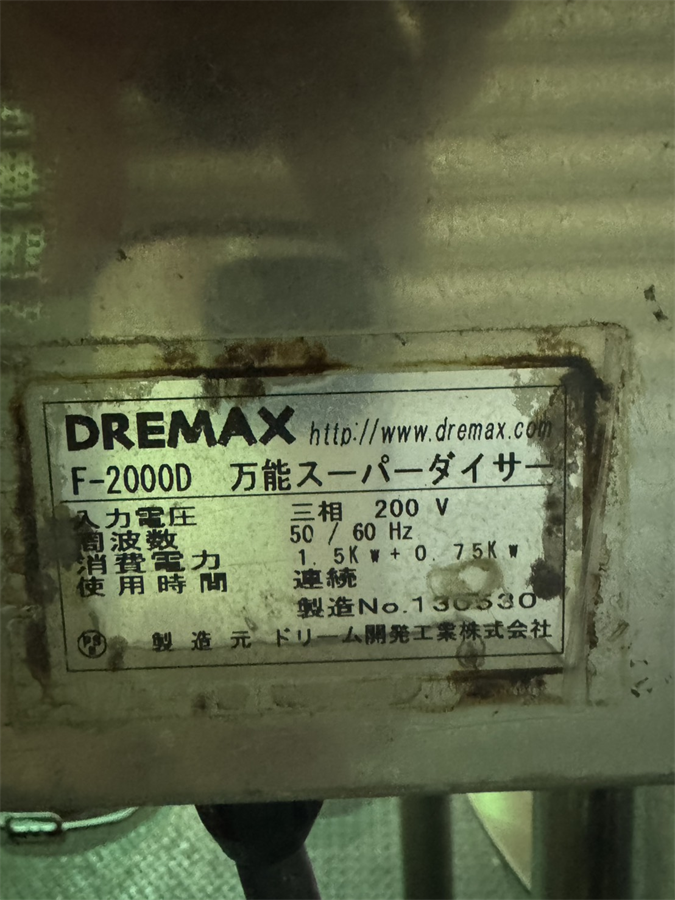 DREMAX http://www.dremax.com
F-2000D 万能スーパーダイサー
入力電圧 三相 200 V
周波数 50 / 60 Hz
消費電力 1.5Kw+0.75Kw
使用時間 連続
製造No.130530
製造元 ドリーム開発工業株式会社